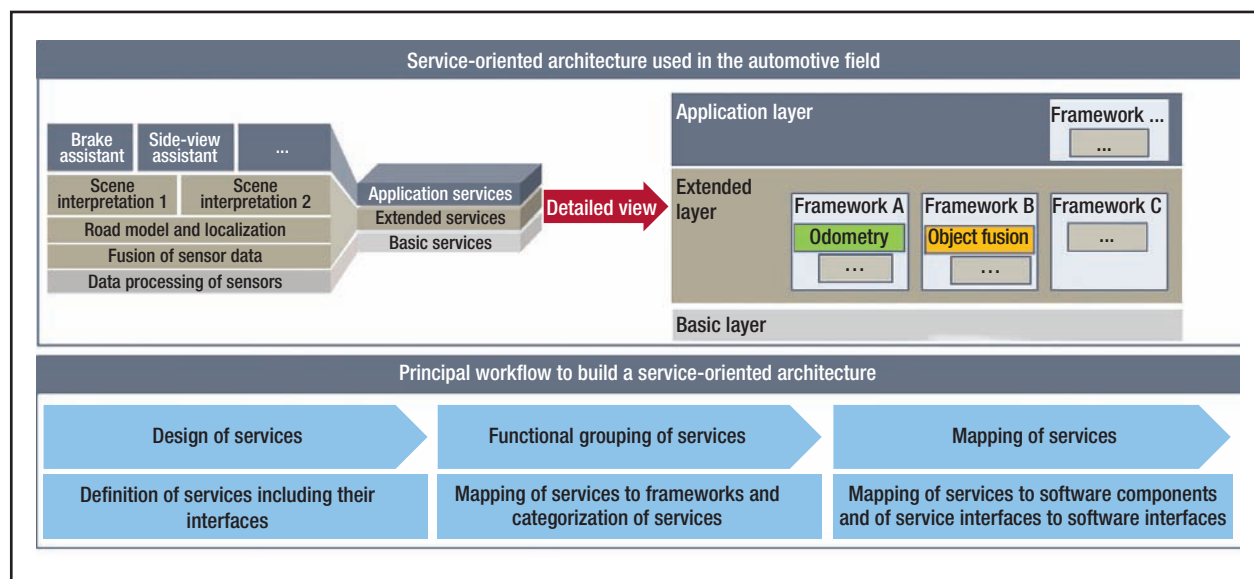 Service-oriented architecture used in the automotive field
Brake
assistant
Side-view
assistant
...
Scene
interpretation 1
Scene
interpretation 2
Road model and localization
Fusion of sensor data
Data processing of sensors
Application services
Extended services
Basic services
Detailed view
Application layer
Framework ...
...
Extended
layer
Framework A
Odometry
...
Framework B
Object fusion
...
Framework C
...
Basic layer
Principal workflow to build a service-oriented architecture
Design of services
Functional grouping of services
Mapping of services
Definition of services including their
interfaces
Mapping of services to frameworks and
categorization of services
Mapping of services to software components
and of service interfaces to software interfaces